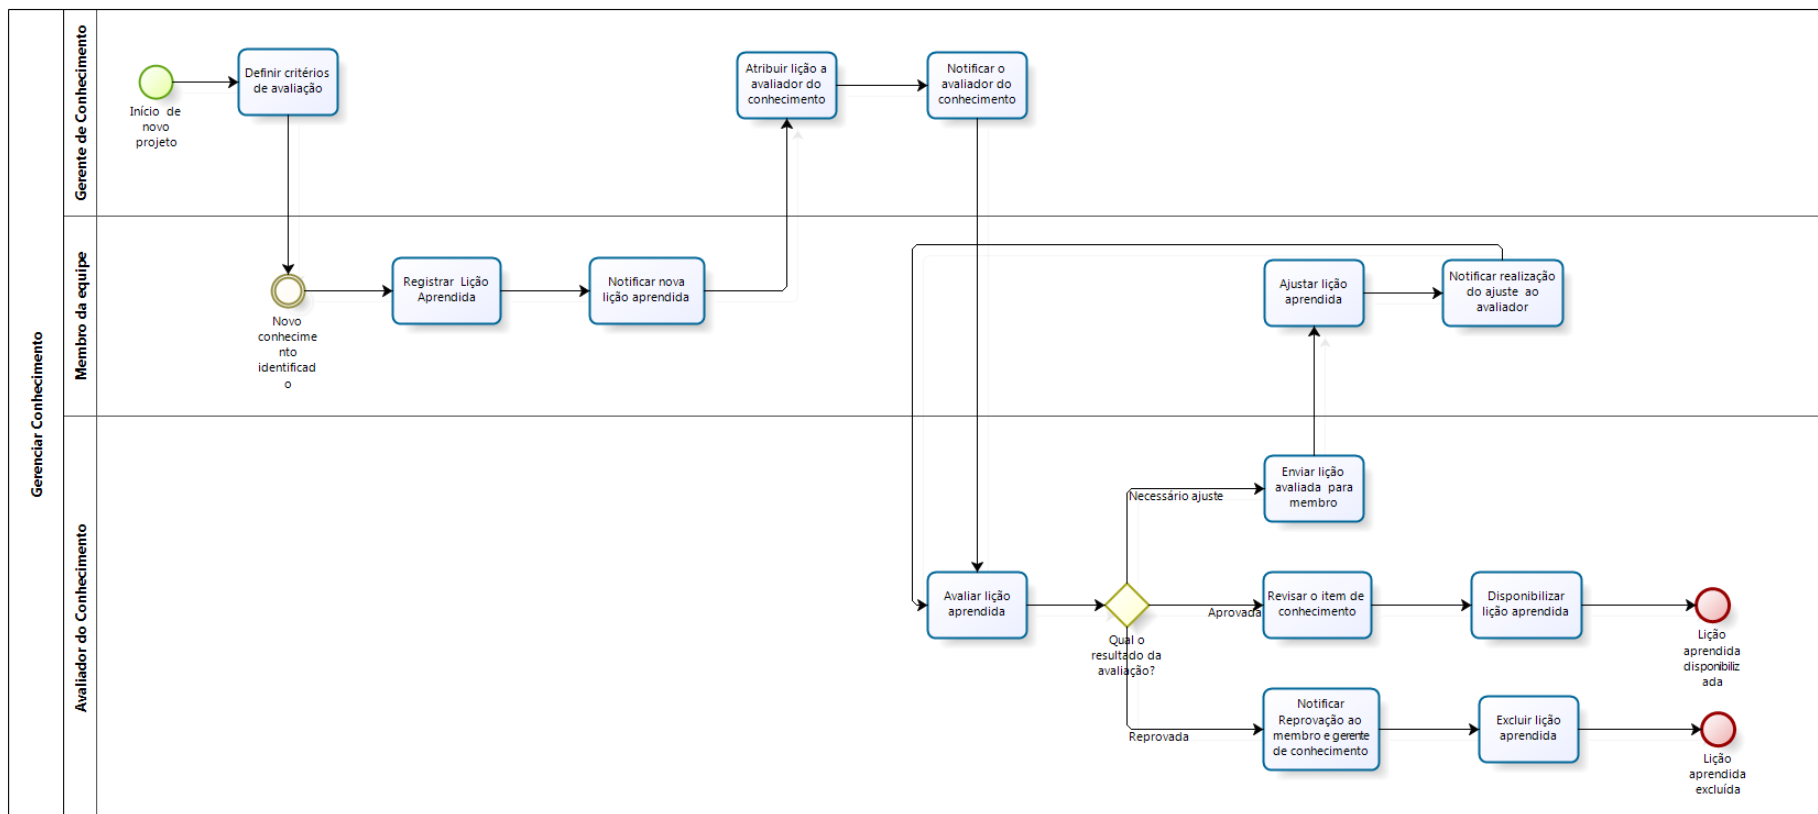 Gerenciar Conhecimento
Gerente de Conhecimento
Início de
novo
projeto
Definir critérios
de avaliação
Atribuir lição a
avaliador do
conhecimento
Notificar o
avaliador do
conhecimento
Membro da equipe
Novo
conhecime
nto
identificad
o
Registrar Lição
Aprendida
Notificar nova
lição aprendida
Ajustar lição
aprendida
Notificar realização
do ajuste ao
avaliador
Avaliador do Conhecimento
Avaliar lição
aprendida
Qual o
resultado da
avaliação?
Necessário ajuste
Enviar lição
avaliada para
membro
Aprovada
Revisar o item de
conhecimento
Disponibilizar
lição aprendida
Lição
aprendida
disponibiliz
ada
Reprovada
Notificar
Reprovação ao
membro e gerente
de conhecimento
Excluir lição
aprendida
Lição
aprendida
excluída